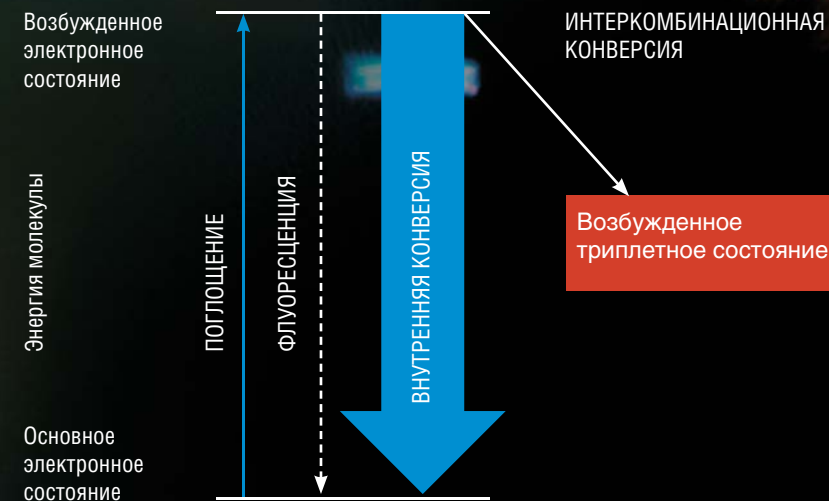 Возбужденное
электронное
состояние
ИНТЕРКОМБИНАЦИОННАЯ
КОНВЕРСИЯ
Энергия молекулы
ПОГЛОЩЕНИЕ
ФЛУОРЕСЦЕНЦИЯ
ВНУТРЕННЯЯ КОНВЕРСИЯ
Возбужденное
триплетное состояние
Основное
электронное
состояние